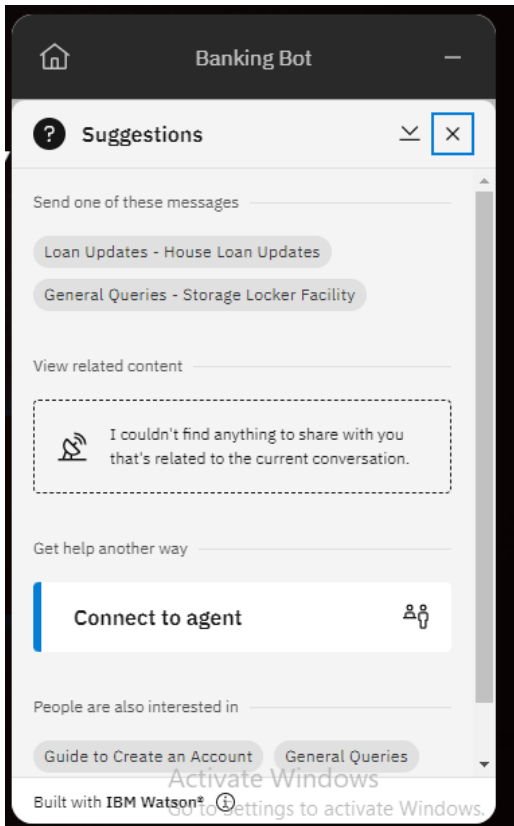 Banking Bot
? Suggestions
Send one of these messages
Loan Updates - House Loan Updates
General Queries - Storage Locker Facility
View related content
I couldn't find anything to share with you
that's related to the current conversation.
Get help another way
Connect to agent
People are also interested in
Guide to Create an Account General Queries
Activate Windows
Built with IBM Watson®
Go to Settings to activate Windows.